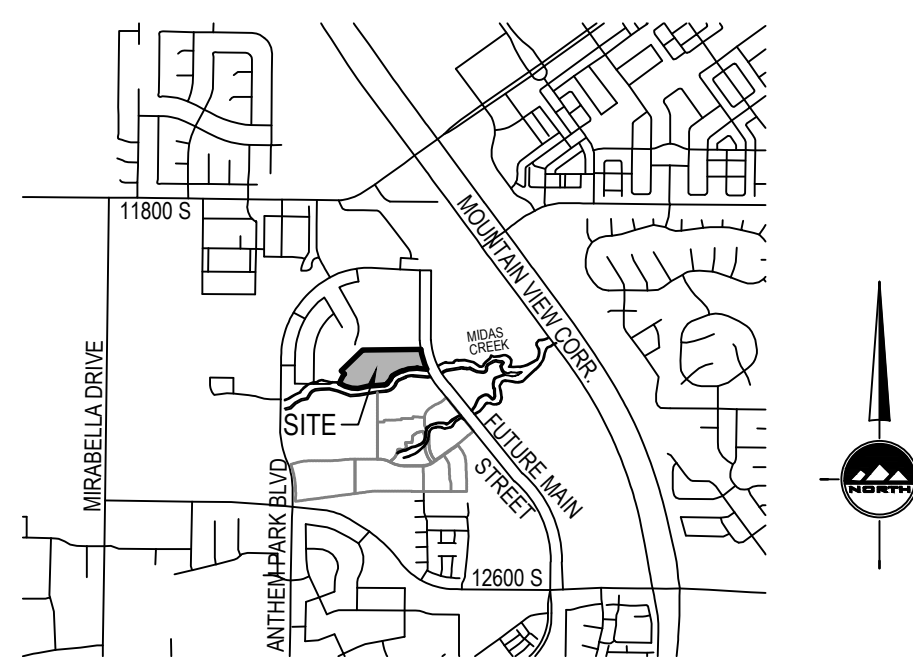 11800 S
MOUNTAIN VIEW CORR.
MIDAS
CREEK
MIRABELLA DRIVE
SITE
FUTURE MAIN
STREET
ANTHEM PARK BLVD
12600 S
NORTH